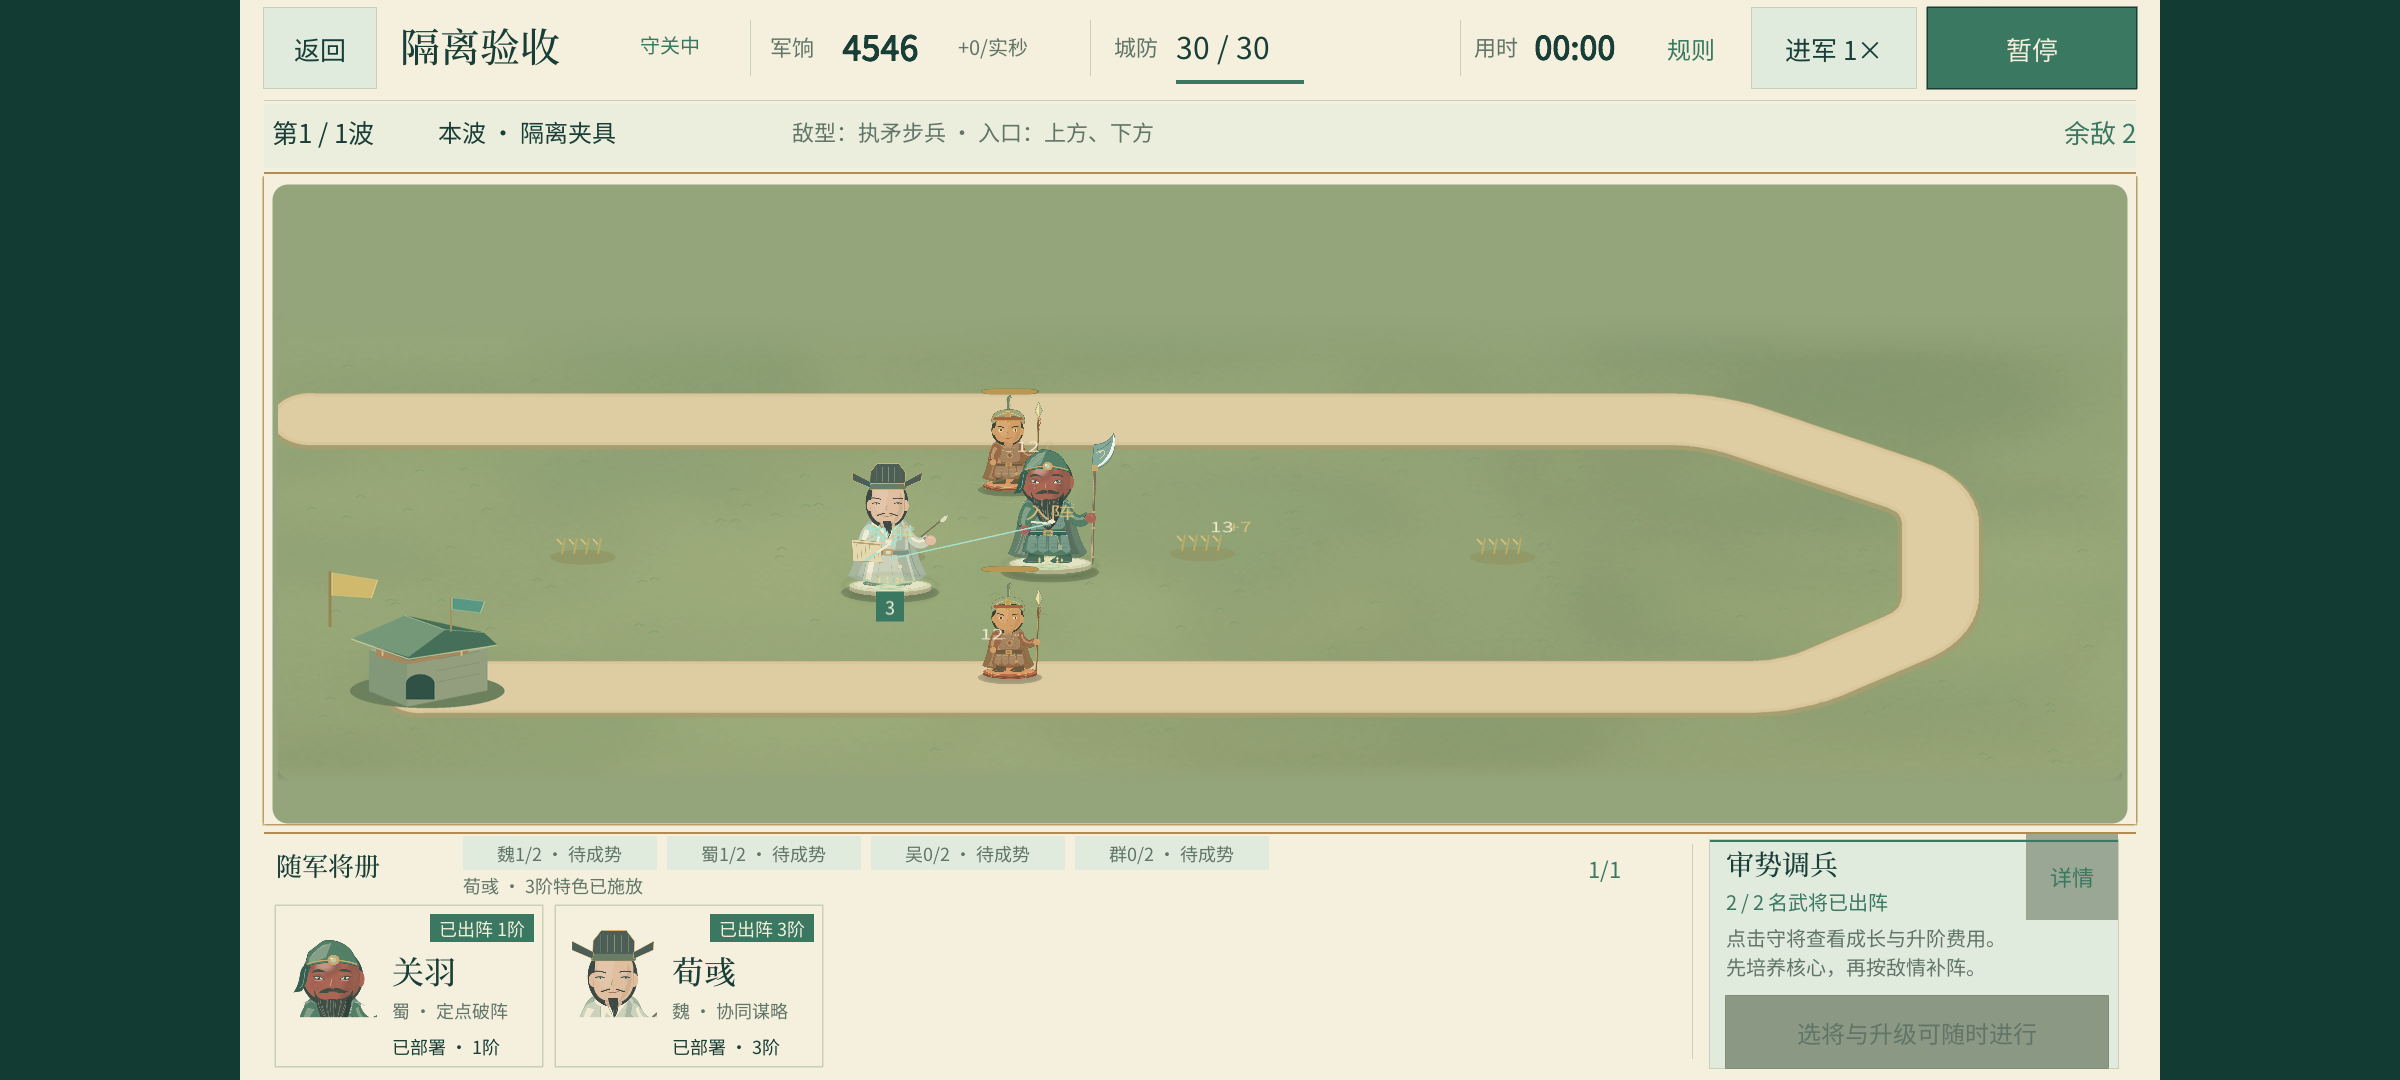 返回
隔离验收
守关中
军饷 4546 +0/实秒
城防 30 / 30
用时 00:00
规则
进军 1×
暂停
第1 / 1波
本波 · 隔离夹具
敌型：执矛步兵 · 入口：上方、下方
余敌 2
12
入阵
13
+7
3
12
随军将册
魏1/2 · 待成势
蜀1/2 · 待成势
吴0/2 · 待成势
群0/2 · 待成势
荀彧 · 3阶特色已施放
1/1
已出阵 1阶
关羽
蜀 · 定点破阵
已部署 · 1阶
已出阵 3阶
荀彧
魏 · 协同谋略
已部署 · 3阶
审势调兵
详情
2 / 2 名武将已出阵
点击守将查看成长与升阶费用。
先培养核心，再按敌情补阵。
选将与升级可随时进行